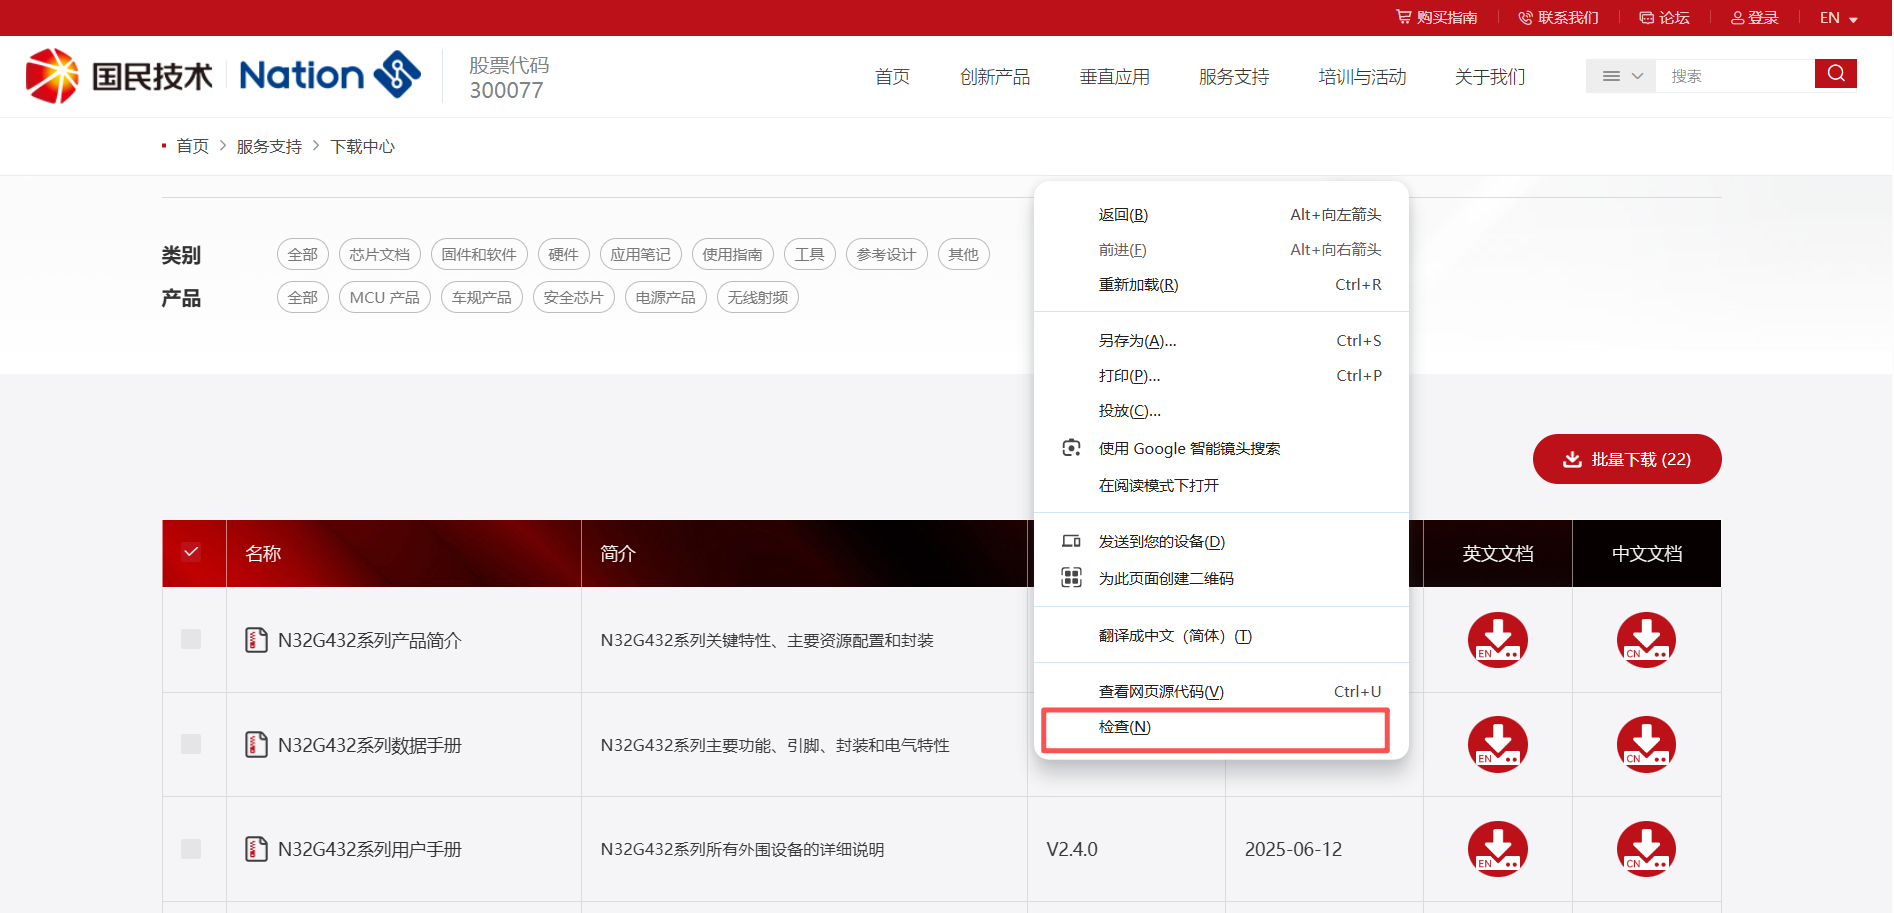 购买指南
联系我们
论坛
登录
EN
国民技术
Nation
股票代码
300077
首页
创新产品
垂直应用
服务支持
培训与活动
关于我们
搜索
首页 > 服务支持 > 下载中心
类别
全部
芯片文档
固件和软件
硬件
应用笔记
使用指南
工具
参考设计
其他
产品
全部
MCU 产品
车规产品
安全芯片
电源产品
无线射频
返回(B) Alt+向左箭头
前进(F) Alt+向右箭头
重新加载(R) Ctrl+R
另存为(A)... Ctrl+S
打印(P)... Ctrl+P
投放(C)...
使用 Google 智能镜头搜索
在阅读模式下打开
发送到您的设备(D)
为此页面创建二维码
翻译成中文（简体）(T)
查看网页源代码(V) Ctrl+U
检查(N)
批量下载 (22)
名称
简介
英文文档
中文文档
N32G432系列产品简介
N32G432系列关键特性、主要资源配置和封装
EN
CN
N32G432系列数据手册
N32G432系列主要功能、引脚、封装和电气特性
EN
CN
N32G432系列用户手册
N32G432系列所有外围设备的详细说明
V2.4.0
2025-06-12
EN
CN